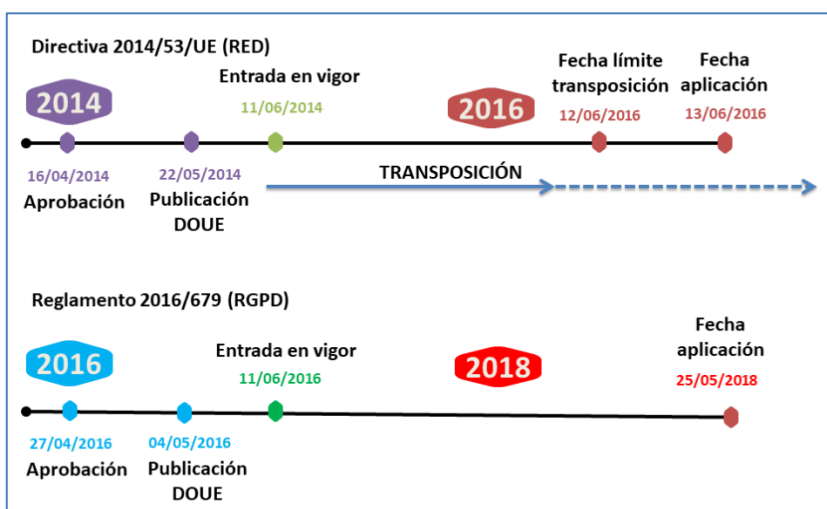 Directiva 2014/53/UE (RED)
2014
Entrada en vigor
11/06/2014
2016
Fecha límite
transposición
12/06/2016
Fecha
aplicación
13/06/2016
16/04/2014
Aprobación
22/05/2014
Publicación
DOUE
TRANSPOSICIÓN
Reglamento 2016/679 (RGPD)
2016
Entrada en vigor
11/06/2016
2018
Fecha
aplicación
25/05/2018
27/04/2016
Aprobación
04/05/2016
Publicación
DOUE